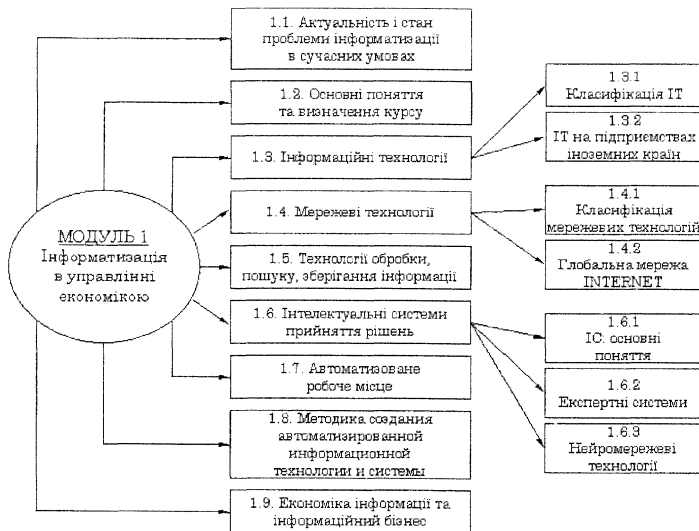 МОДУЛЬ 1
Інформатизація
в управлінні
економікою
1.1. Актуальність і стан
проблеми інформатизації
в сучасних умовах
1.2. Основні поняття
та визначення курсу
1.3. Інформаційні технології
1.3.1
Класифікація ІТ
1.3.2
ІТ на підприємствах
іноземних країн
1.4. Мережеві технології
1.4.1
Класифікація
мережевих технологій
1.4.2
Глобальна мережа
INTERNET
1.5. Технології обробки,
пошуку, зберігання інформації
1.6. Інтелектуальні системи
прийняття рішень
1.6.1
ІС: основні
поняття
1.6.2
Експертні системи
1.6.3
Нейромережеві
технології
1.7. Автоматизоване
робоче місце
1.8. Методика создания
автоматизированной
информационной
технологии и системы
1.9. Економіка інформації та
інформаційний бізнес